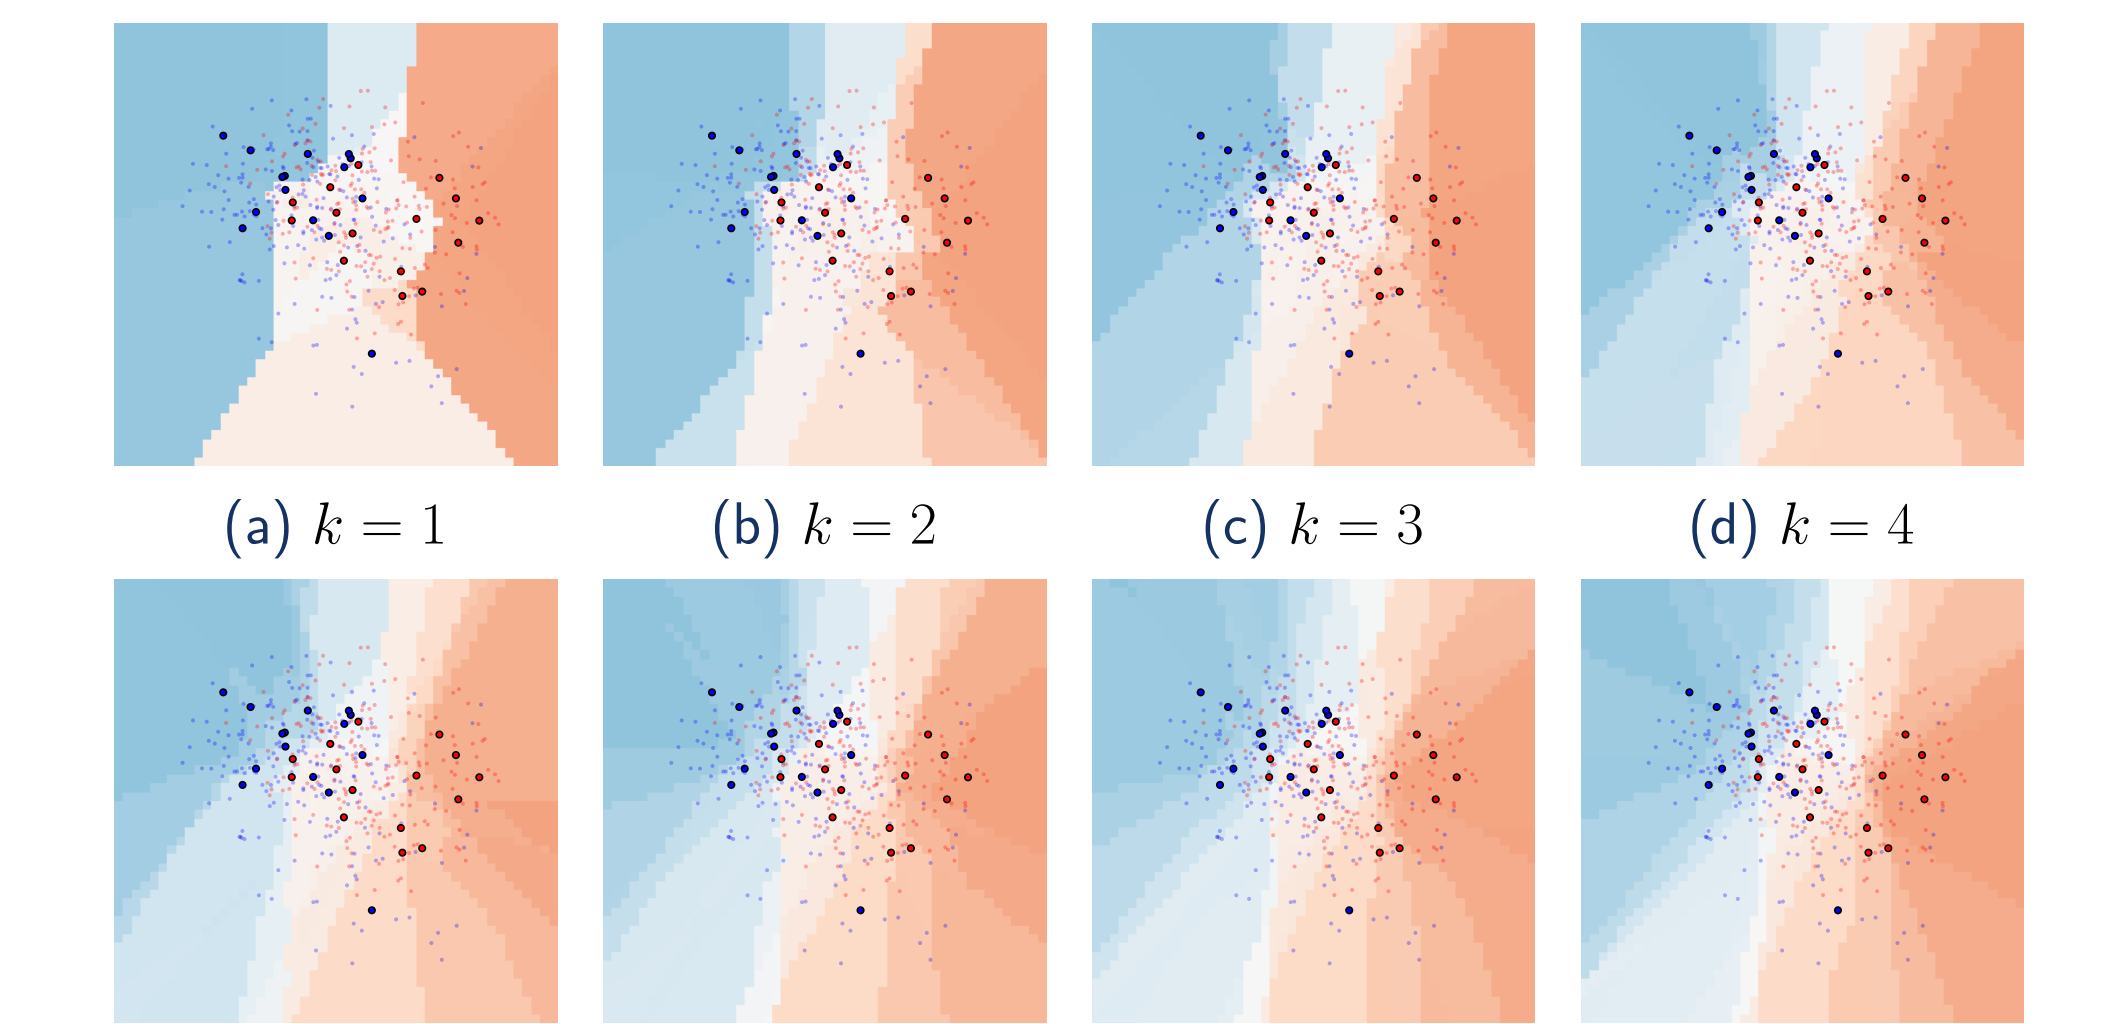 (a) k = 1
(b) k = 2
(c) k = 3
(d) k = 4